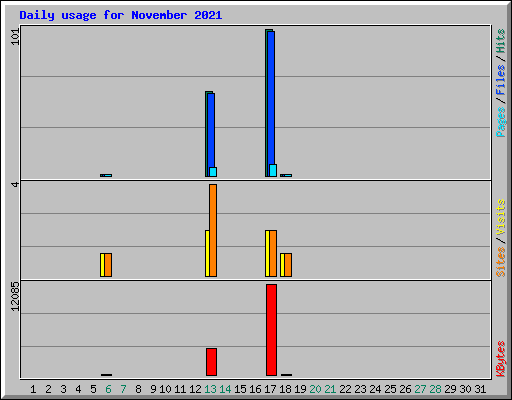 Daily usage for November 2021
101
4
12085
Pages / Files / Hits
Sites / Visits
KBytes
1 2 3 4 5 6 7 8 9 10 11 12 13 14 15 16 17 18 19 20 21 22 23 24 25 26 27 28 29 30 31